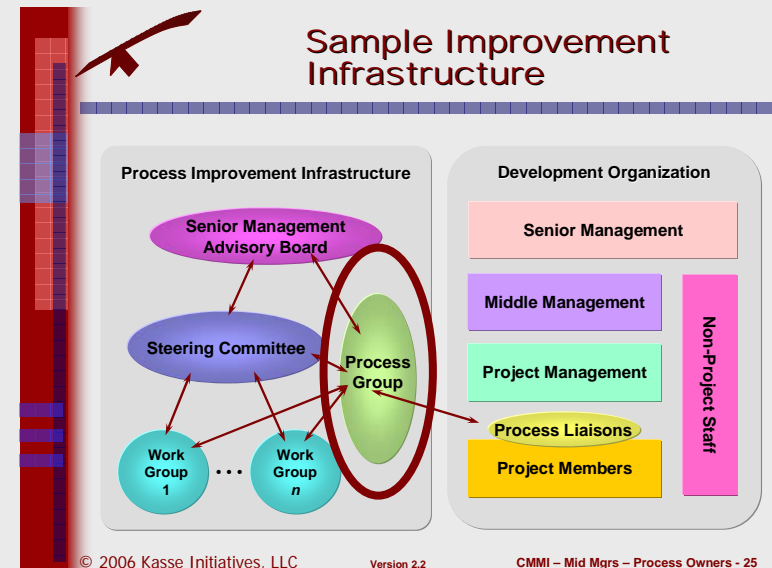 Sample Improvement
Infrastructure
Process Improvement Infrastructure
Senior Management
Advisory Board
Steering Committee
Process
Group
Work
Group
1
...
Work
Group
n
Development Organization
Senior Management
Middle Management
Project Management
Process Liaisons
Project Members
Non-Project Staff
© 2006 Kasse Initiatives, LLC
Version 2.2
CMMI – Mid Mgrs – Process Owners - 25